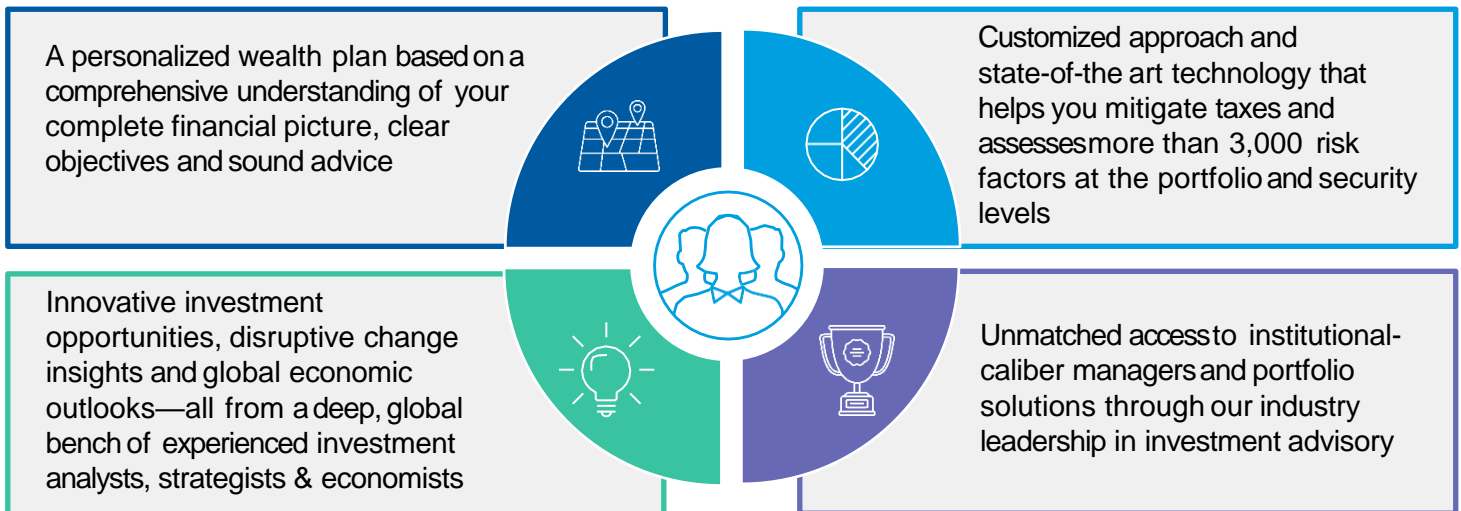 A personalized wealth plan based on a
comprehensive understanding of your
complete financial picture, clear
objectives and sound advice
Customized approach and
state-of-the art technology that
helps you mitigate taxes and
assesses more than 3,000 risk
factors at the portfolio and security
levels
Innovative investment
opportunities, disruptive change
insights and global economic
outlooks—all from a deep, global
bench of experienced investment
analysts, strategists & economists
Unmatched access to institutional-
caliber managers and portfolio
solutions through our industry
leadership in investment advisory